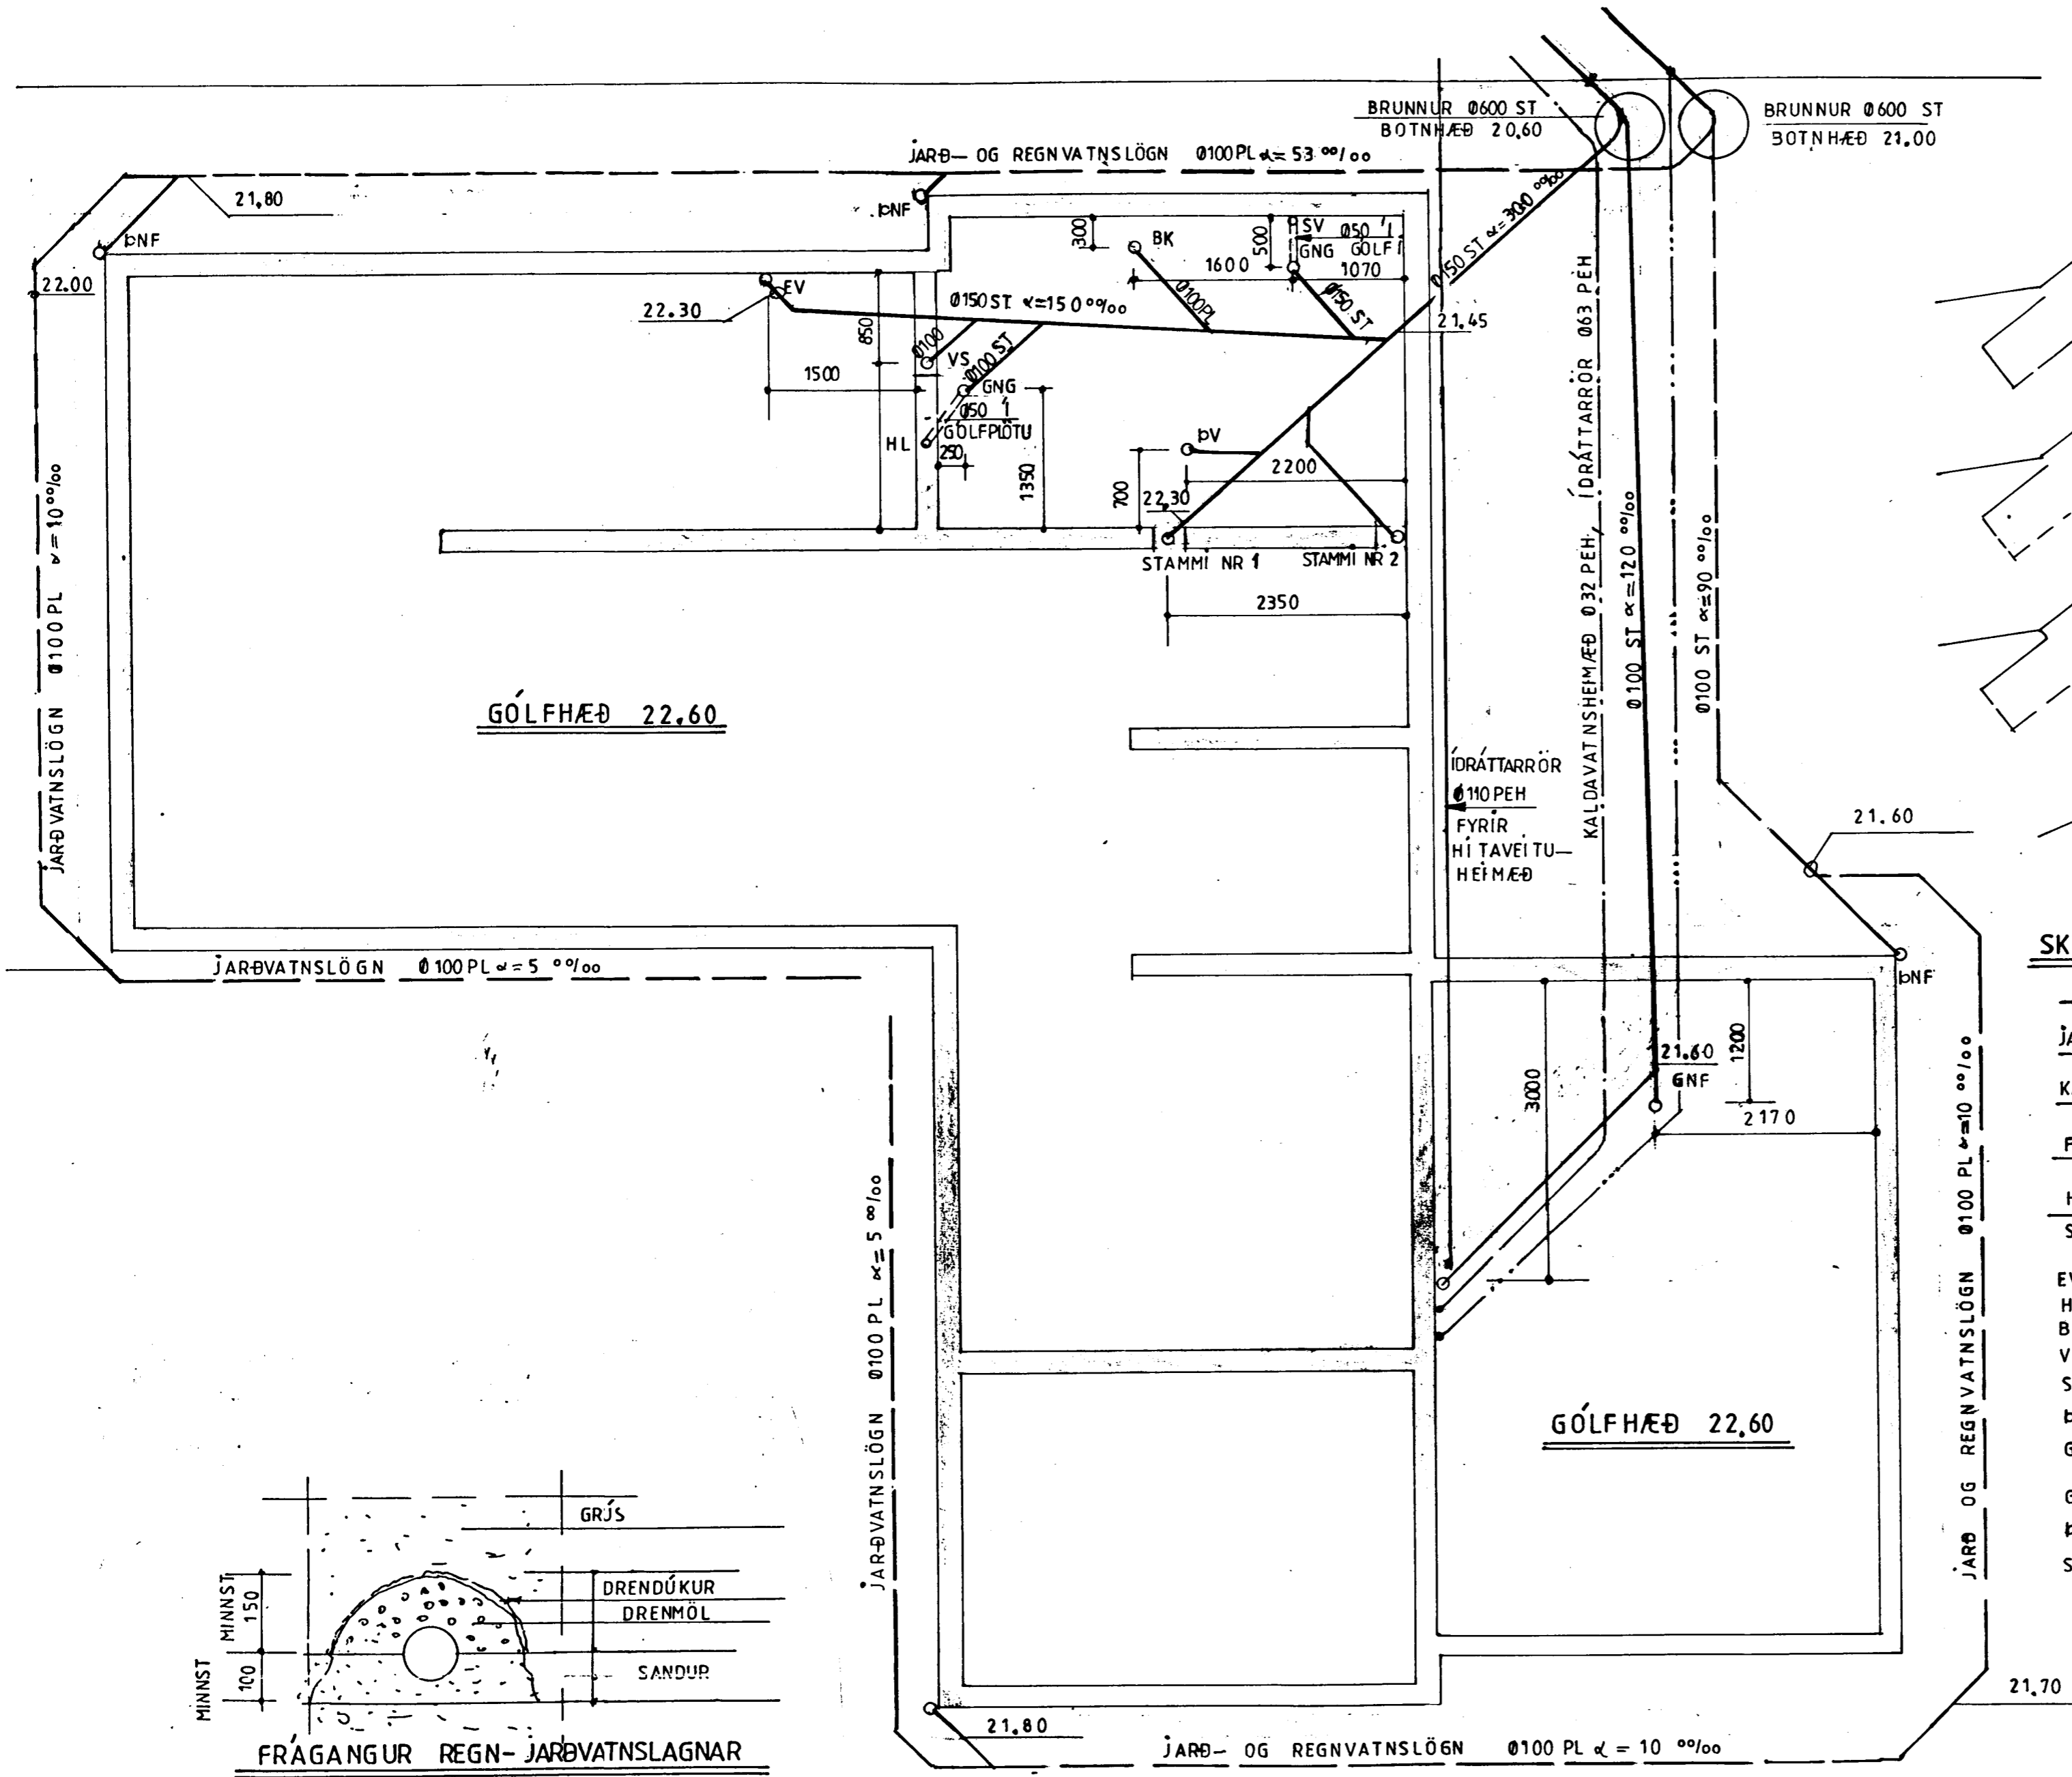 BRUNNUR Ø600 ST
BOTNHÆÐ 20.60
BRUNNUR Ø600 ST
BOTNHÆÐ 21.00
JARÐ- OG REGNVATNSLÖGN Ø100PL α=53 °°/oo
21.80
ÞNF
ÞNF
22.00
300
BK
500
SV
Ø50 Í
GNG
GÓLFI
1600
1070
Ø150 ST α=300 °°/oo
EV
22.30
Ø150 ST α=150 °°/oo
Ø100PL
Ø150 ST
21.45
850
Ø100
VS
Ø100 ST
1500
GNG
Ø50 Í
GÓLFPLÖTU
HL
250
1350
ÞV
2200
700
22.30
STAMMI NR 1
STAMMI NR 2
2350
JARÐVATNSLÖGN Ø100PL α=10°°/oo
KALDAVATNSHEIMÆÐ Ø32 PEH, ÍDRÁTTARRÖR Ø63 PEH
Ø100 ST α=120 °°/oo
Ø100 ST α=90 °°/oo
GÓLFHÆÐ 22.60
ÍDRÁTTARRÖR
Ø110 PEH
FYRIR
HITAVEITU-
HEIMÆÐ
21.60
JARÐVATNSLÖGN Ø100PL α=5 °°/oo
SK
ÞNF
3000
21.60
GNF
1200
2170
JA
K
F
H
S
EV
H
B
V
S
Þ
G
G
Þ
S
JARÐVATNSLÖGN Ø100 PL α=5 °°/oo
JARÐ OG REGNVATNSLÖGN Ø100 PL α=10 °°/oo
GÓLFHÆÐ 22.60
GRÚS
DRENDÚKUR
DRENMÖL
SANDUR
MINNST
150
MINNST
100
21.80
21.70
FRÁGANGUR REGN- JARÐVATNSLAGNAR
JARÐ- OG REGNVATNSLÖGN Ø100 PL α = 10 °°/oo